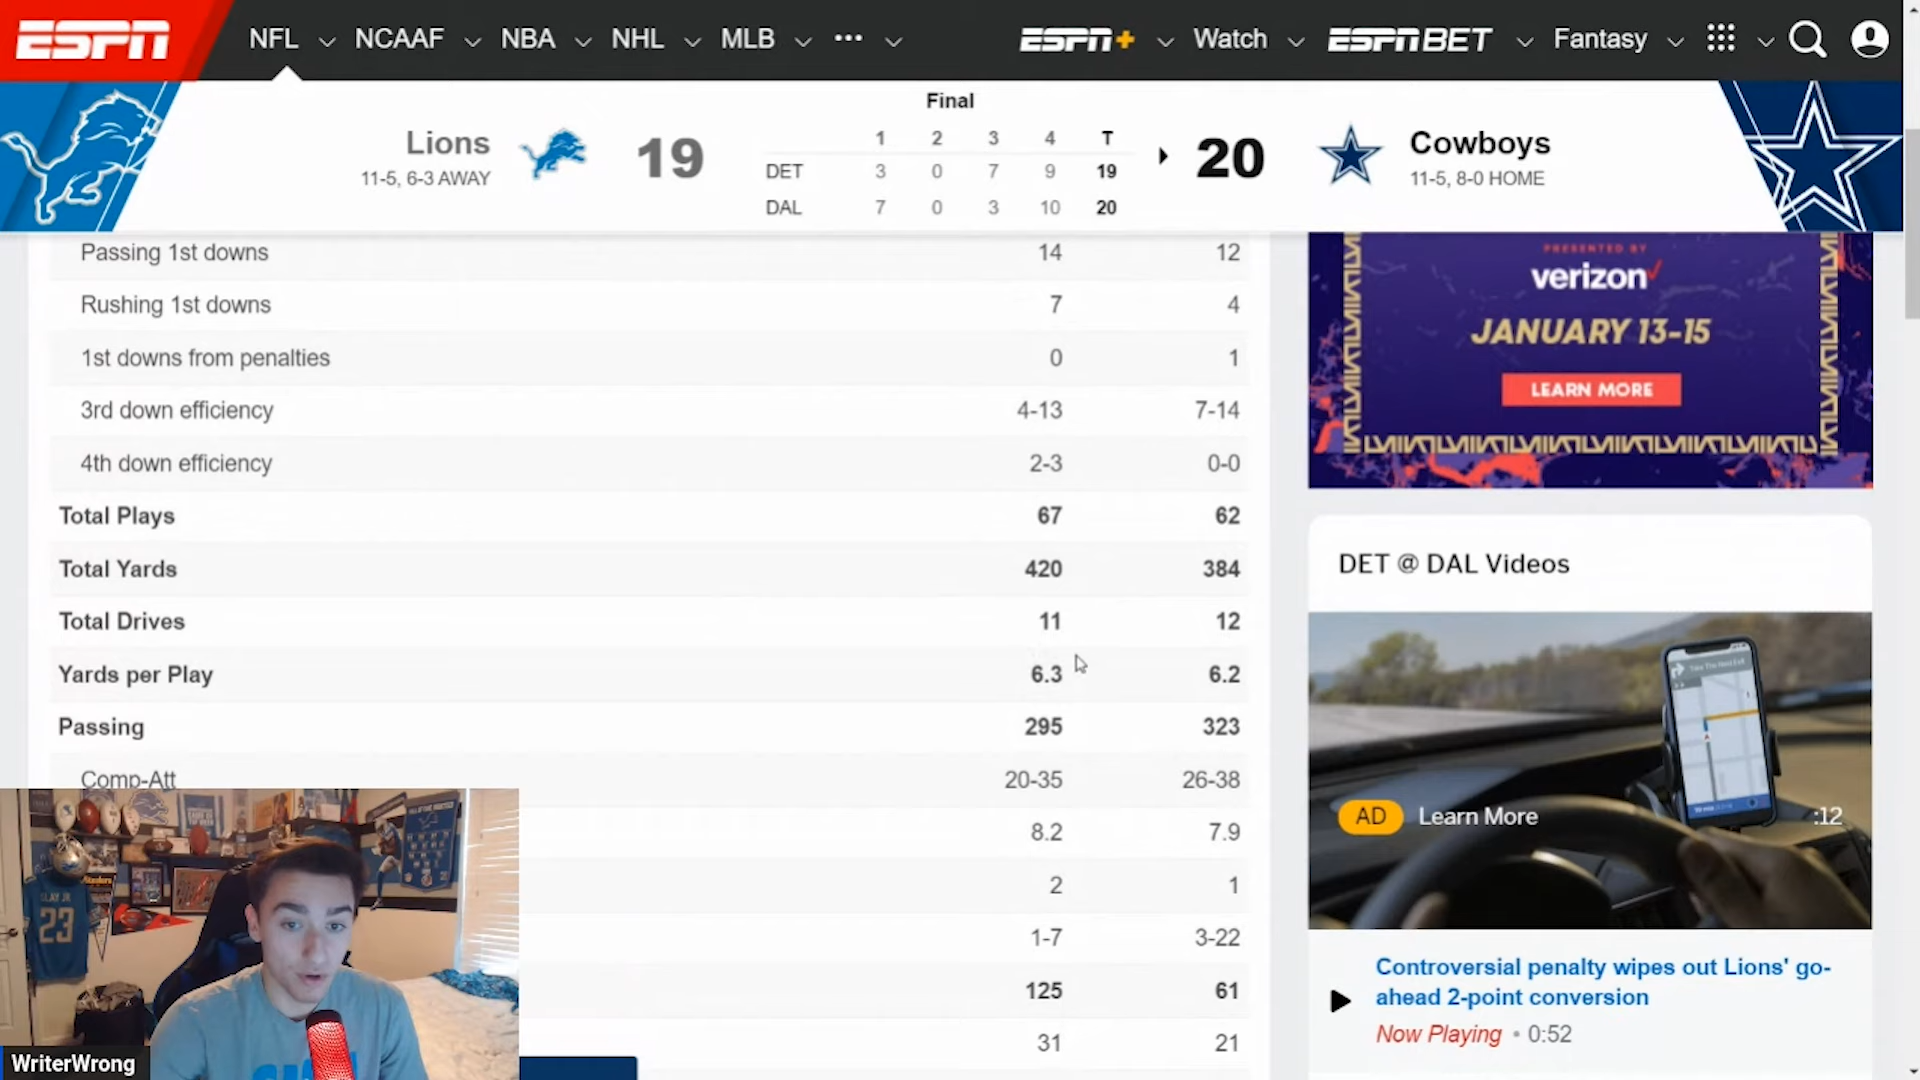 ESPN NFL NCAAF NBA NHL MLB ••• ESPN+ Watch ESPN BET Fantasy
Final
Lions 19
11-5, 6-3 AWAY
1 2 3 4 T
DET 3 0 7 9 19
DAL 7 0 3 10 20
20 Cowboys
11-5, 8-0 HOME
Passing 1st downs 14 12
Rushing 1st downs 7 4
1st downs from penalties 0 1
3rd down efficiency 4-13 7-14
4th down efficiency 2-3 0-0
Total Plays 67 62
Total Yards 420 384
Total Drives 11 12
Yards per Play 6.3 6.2
Passing 295 323
Comp-Att 20-35 26-38
8.2 7.9
2 1
1-7 3-22
125 61
31 21
PRESENTED BY
verizon
JANUARY 13-15
LEARN MORE
DET @ DAL Videos
AD Learn More :12
Controversial penalty wipes out Lions' go-
ahead 2-point conversion
Now Playing • 0:52
SLAY JR
23
WriterWrong